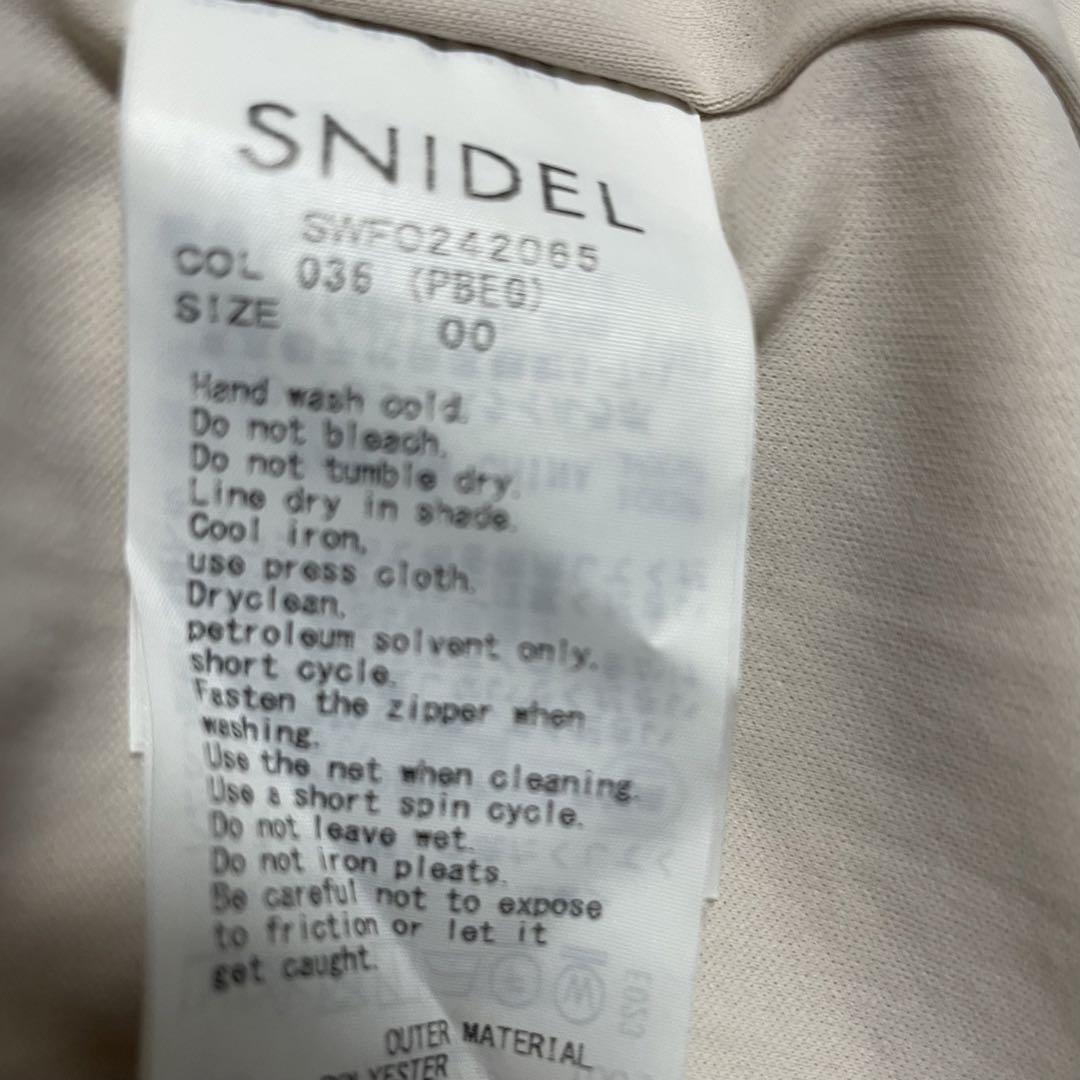 SNIDEL
SWFO242065
COL 036 (PBEG)
SIZE 00
Hand wash cold.
Do not bleach.
Do not tumble dry.
Line dry in shade.
Cool iron,
use press cloth.
Dryclean,
petroleum solvent only,
short cycle.
Fasten the zipper when
washing.
Use the net when cleaning.
Use a short spin cycle.
Do not leave wet.
Do not iron pleats.
Be careful not to expose
to friction or let it
get caught.
OUTER MATERIAL
POLYESTER